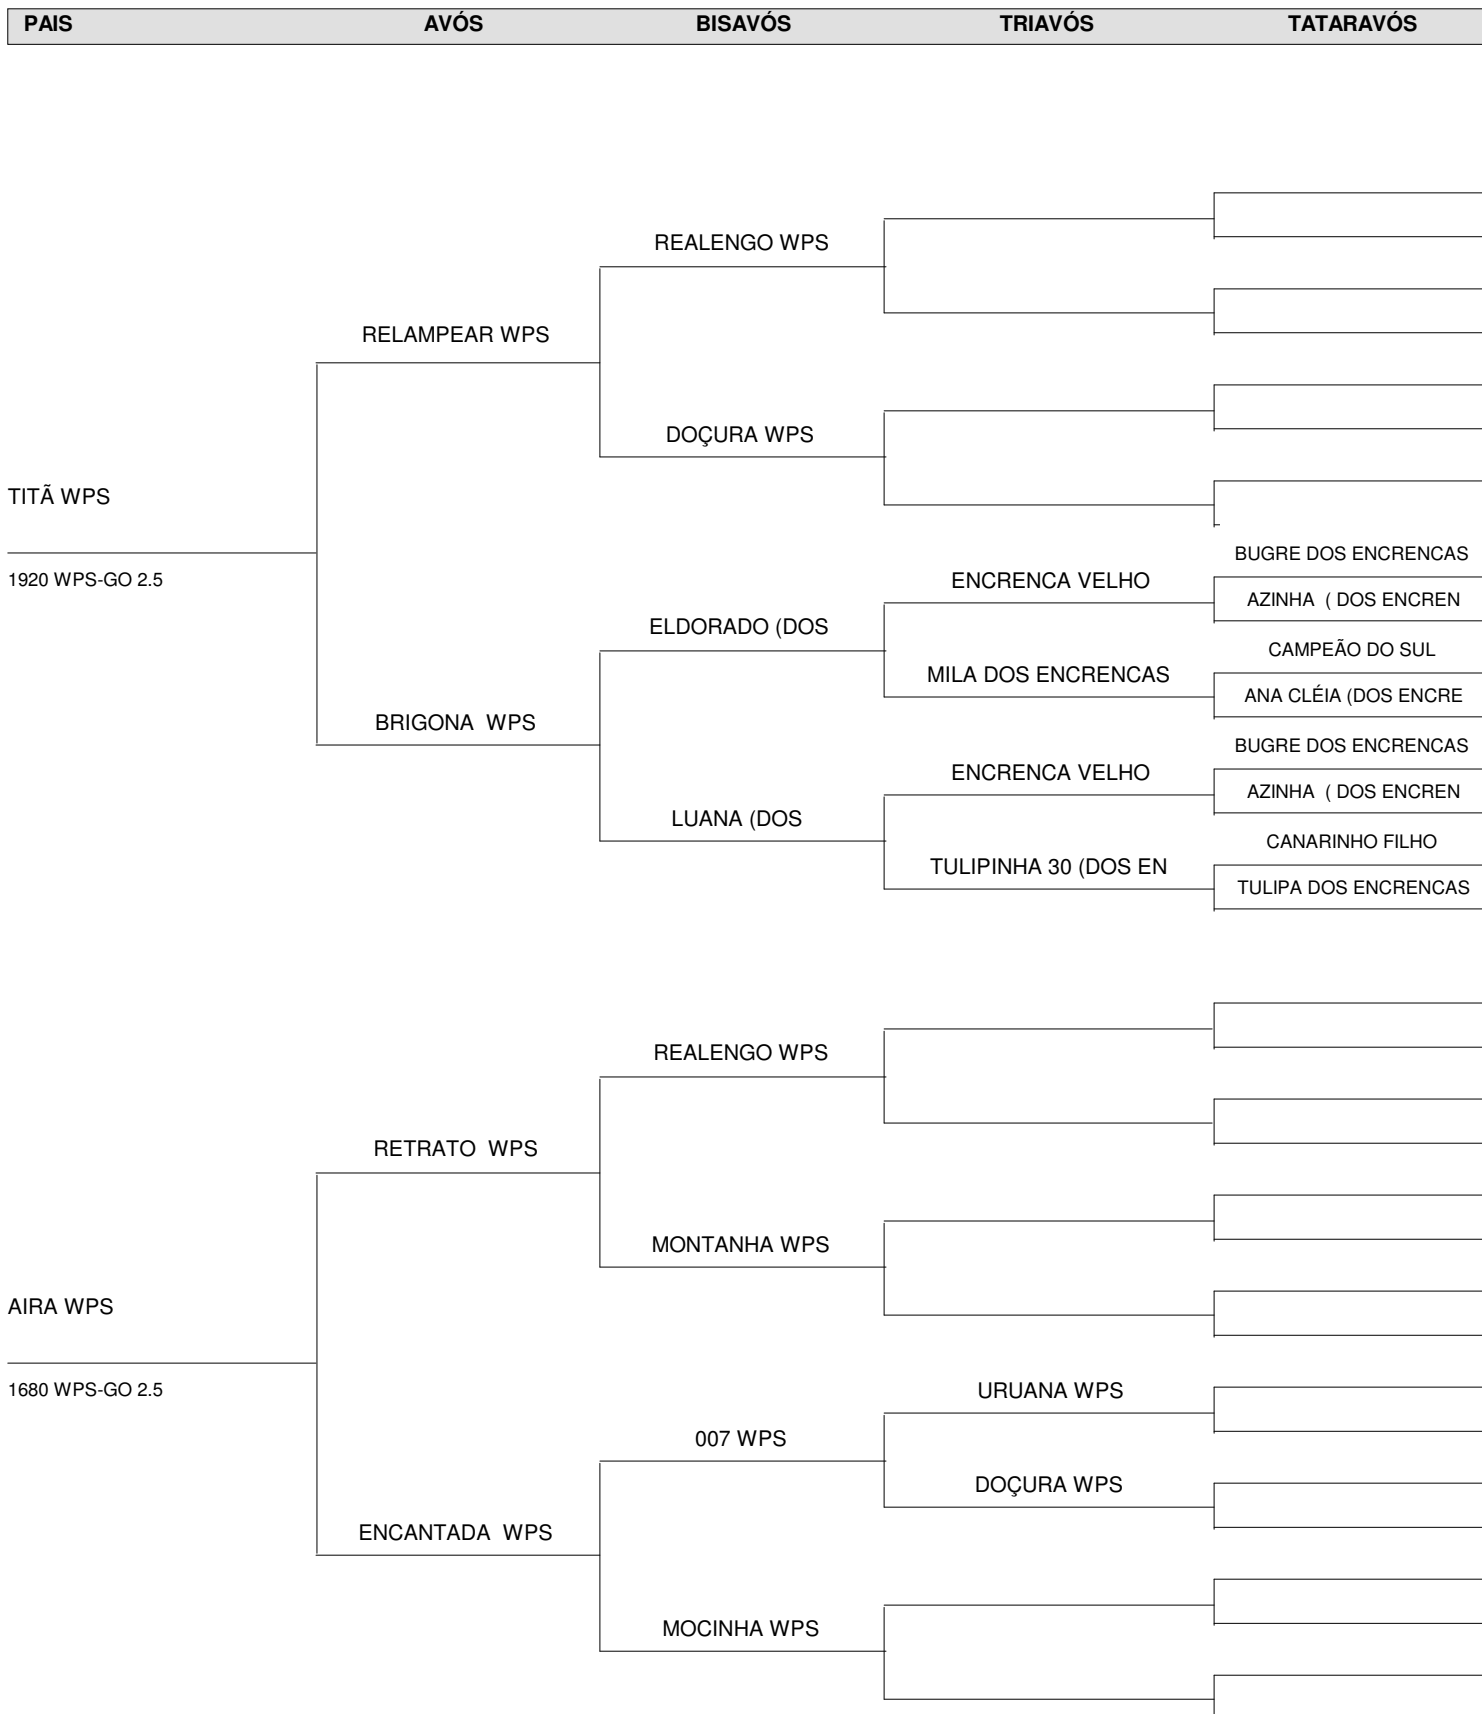 PAIS AVÓS BISAVÓS TRIAVÓS TATARAVÓS
REALENGO WPS
RELAMPEAR WPS
DOÇURA WPS
TITÃ WPS
1920 WPS-GO 2.5
BUGRE DOS ENCRENCAS
ENCRENCA VELHO
AZINHA ( DOS ENCREN
ELDORADO (DOS
CAMPEÃO DO SUL
MILA DOS ENCRENCAS
ANA CLÉIA (DOS ENCRE
BRIGONA WPS
BUGRE DOS ENCRENCAS
ENCRENCA VELHO
AZINHA ( DOS ENCREN
LUANA (DOS
CANARINHO FILHO
TULIPINHA 30 (DOS EN
TULIPA DOS ENCRENCAS
REALENGO WPS
RETRATO WPS
MONTANHA WPS
AIRA WPS
1680 WPS-GO 2.5
URUANA WPS
007 WPS
DOÇURA WPS
ENCANTADA WPS
MOCINHA WPS